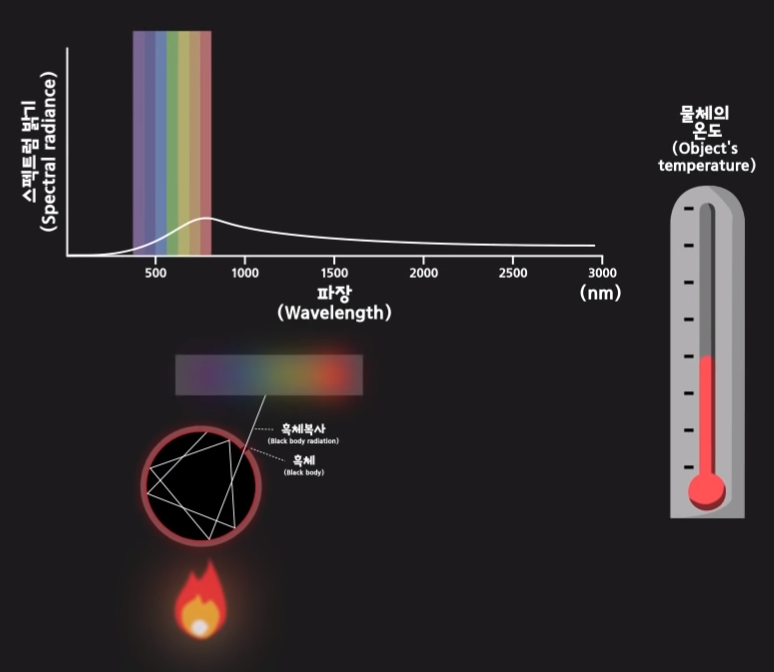 스펙트럼 밝기
(Spectral radiance)
500
1000
1500
2000
2500
3000
파장
(Wavelength)
(nm)
물체의
온도
(Object's
temperature)
흑체복사
(Black body radiation)
흑체
(Black body)